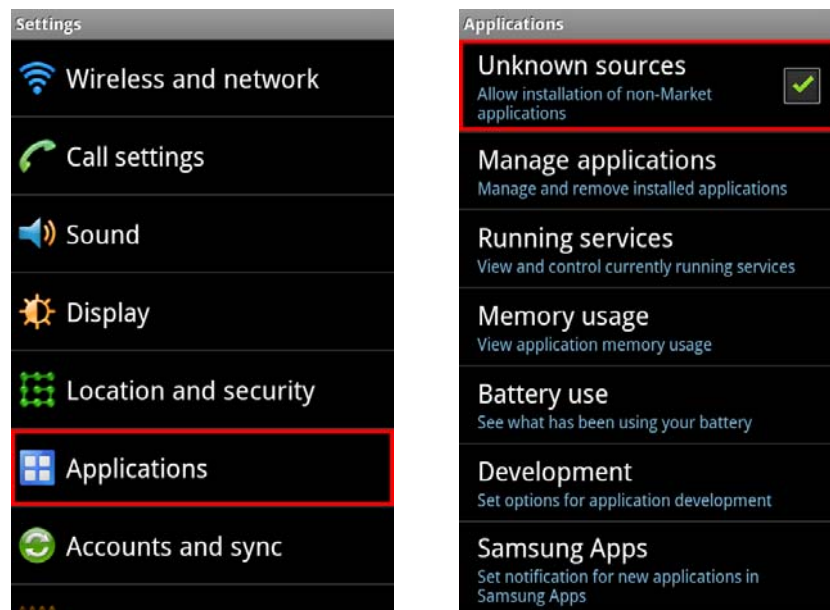 Settings
Wireless and network
Call settings
Sound
Display
Location and security
Applications
Accounts and sync
Applications
Unknown sources
Allow installation of non-Market
applications
Manage applications
Manage and remove installed applications
Running services
View and control currently running services
Memory usage
View application memory usage
Battery use
See what has been using your battery
Development
Set options for application development
Samsung Apps
Set notification for new applications in
Samsung Apps